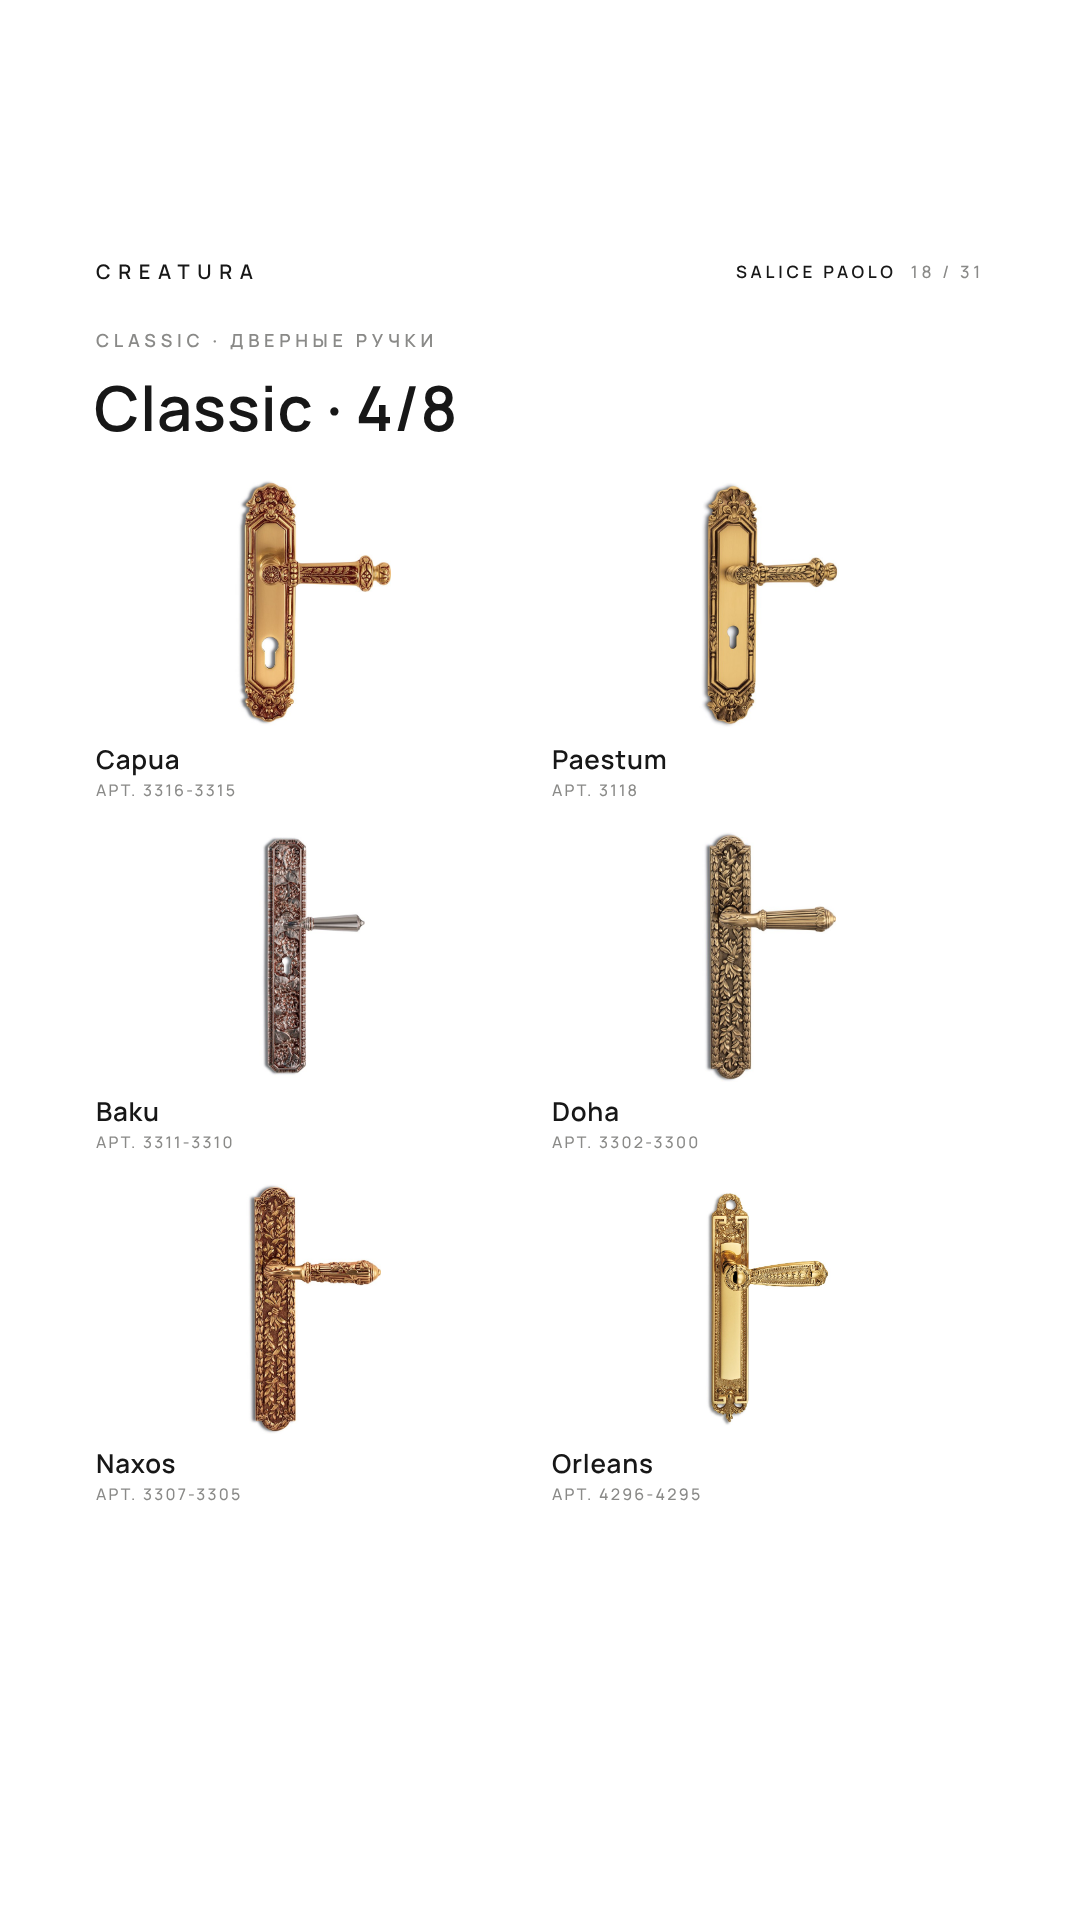 CREATURA
SALICE PAOLO 18 / 31
CLASSIC · ДВЕРНЫЕ РУЧКИ
Classic · 4/8
Capua
АРТ. 3316-3315
Paestum
АРТ. 3118
Baku
АРТ. 3311-3310
Doha
АРТ. 3302-3300
Naxos
АРТ. 3307-3305
Orleans
АРТ. 4296-4295